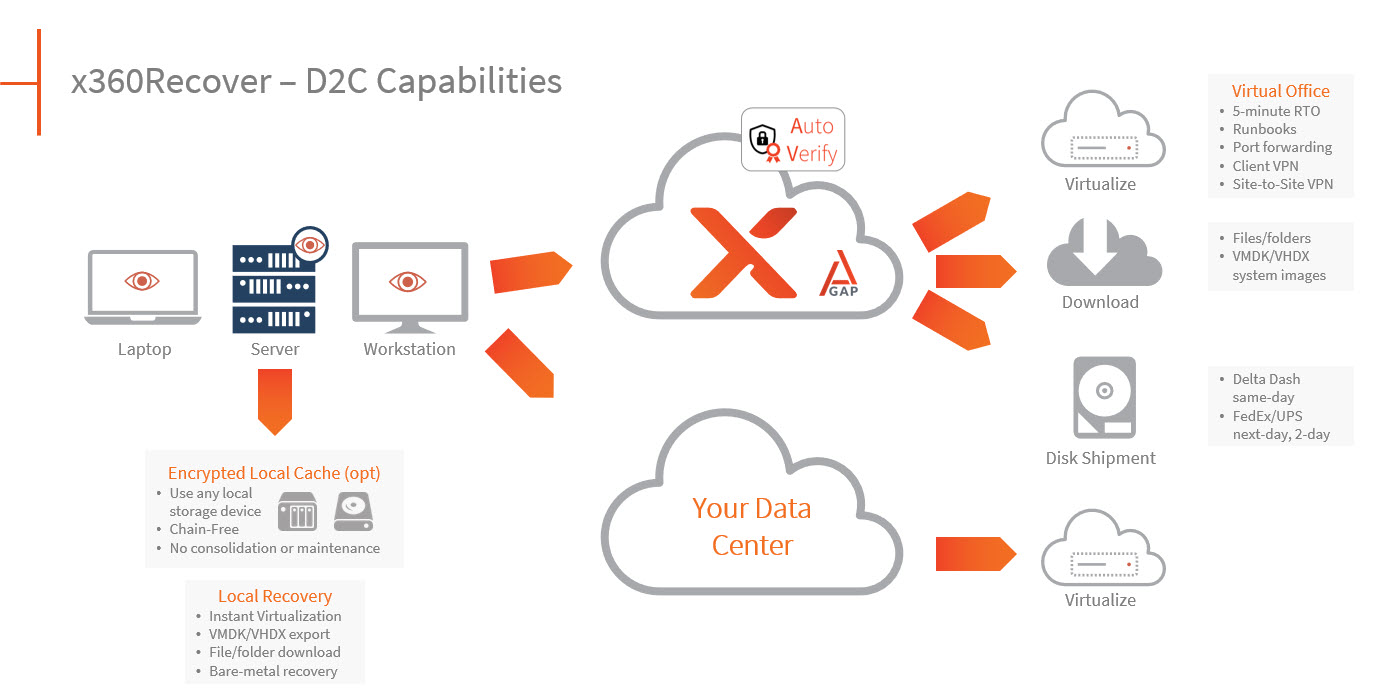 x360Recover – D2C Capabilities
Auto
Verify
GAP
Laptop
Server
Workstation
Encrypted Local Cache (opt)
• Use any local
storage device
• Chain-Free
• No consolidation or maintenance
Local Recovery
• Instant Virtualization
• VMDK/VHDX export
• File/folder download
• Bare-metal recovery
Your Data
Center
Virtualize
Virtual Office
• 5-minute RTO
• Runbooks
• Port forwarding
• Client VPN
• Site-to-Site VPN
Download
• Files/folders
• VMDK/VHDX
system images
Disk Shipment
• Delta Dash
same-day
• FedEx/UPS
next-day, 2-day
Virtualize